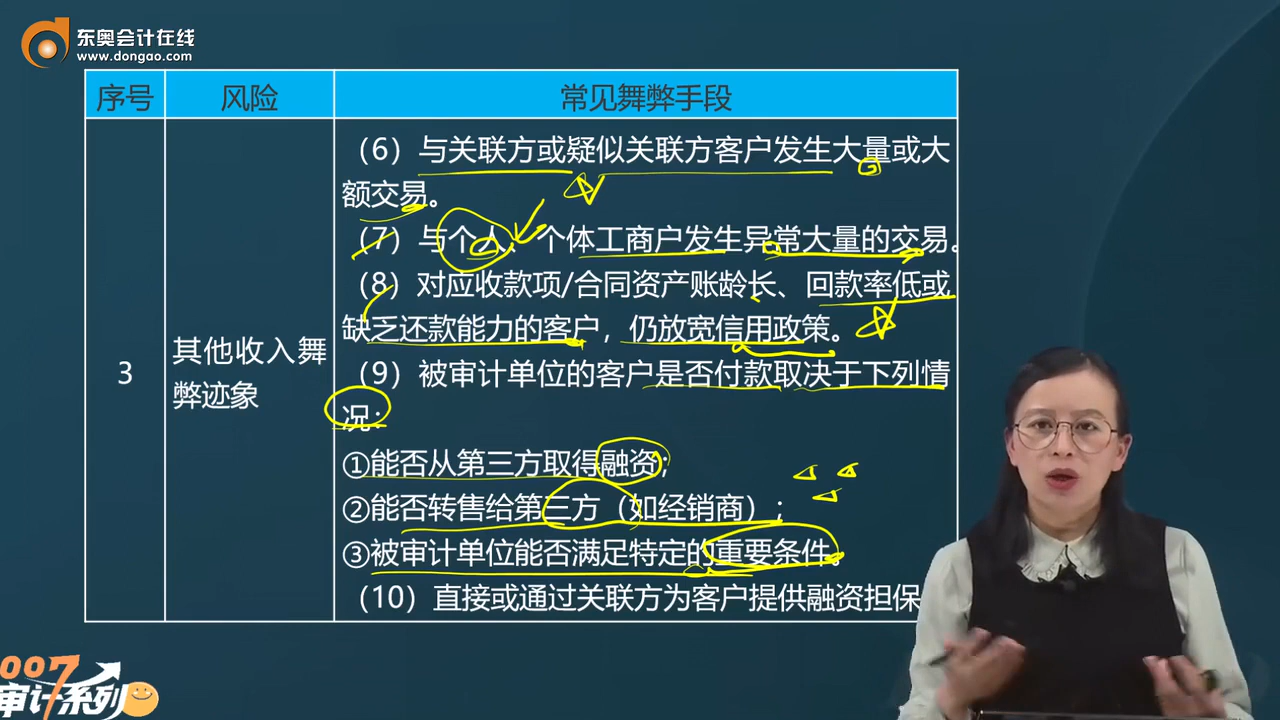 东奥会计在线
www.dongao.com
序号 风险 常见舞弊手段
（6）与关联方或疑似关联方客户发生大量或大
额交易。
（7）与个人、个体工商户发生异常大量的交易。
（8）对应收款项/合同资产账龄长、回款率低或
缺乏还款能力的客户，仍放宽信用政策。
3 其他收入舞
弊迹象
（9）被审计单位的客户是否付款取决于下列情
况：
①能否从第三方取得融资；
②能否转售给第三方（如经销商）；
③被审计单位能否满足特定的重要条件。
（10）直接或通过关联方为客户提供融资担保
007
审计系列